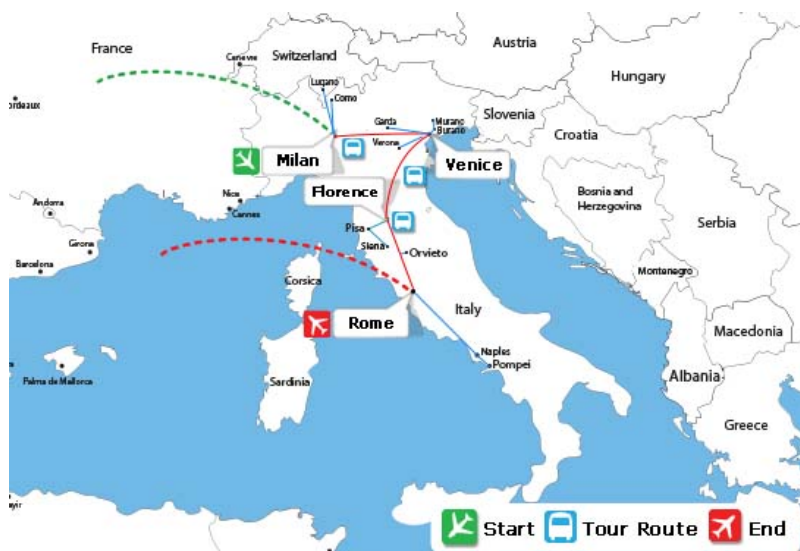 France
Switzerland
Austria
Hungary
Geneve
Lugano
Como
Slovenia
Croatia
Garda
Murano
Burano
Verona
Milan
Venice
Florence
Bosnia and
Herzegovina
Serbia
Nice
Cannes
Andorra
Girona
Barcelona
Pisa
Siena
Orvieto
Montenegro
Corsica
Rome
Italy
Macedonia
Naples
Pompei
Albania
Palma de Mallorca
Sardinia
Greece
Start
Tour Route
End